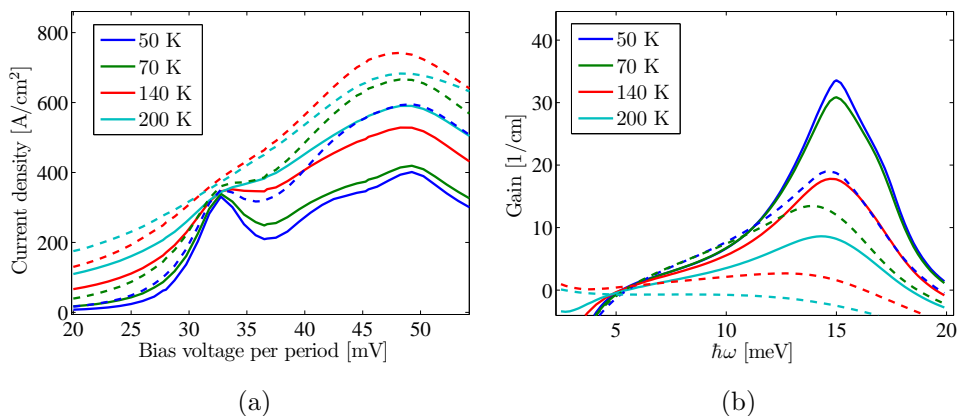 800
600
400
200
0
Current density [A/cm²]
50 K
70 K
140 K
200 K
20 25 30 35 40 45 50
Bias voltage per period [mV]
(a)
40
30
20
10
0
Gain [1/cm]
50 K
70 K
140 K
200 K
5 10 15 20
ℏω [meV]
(b)